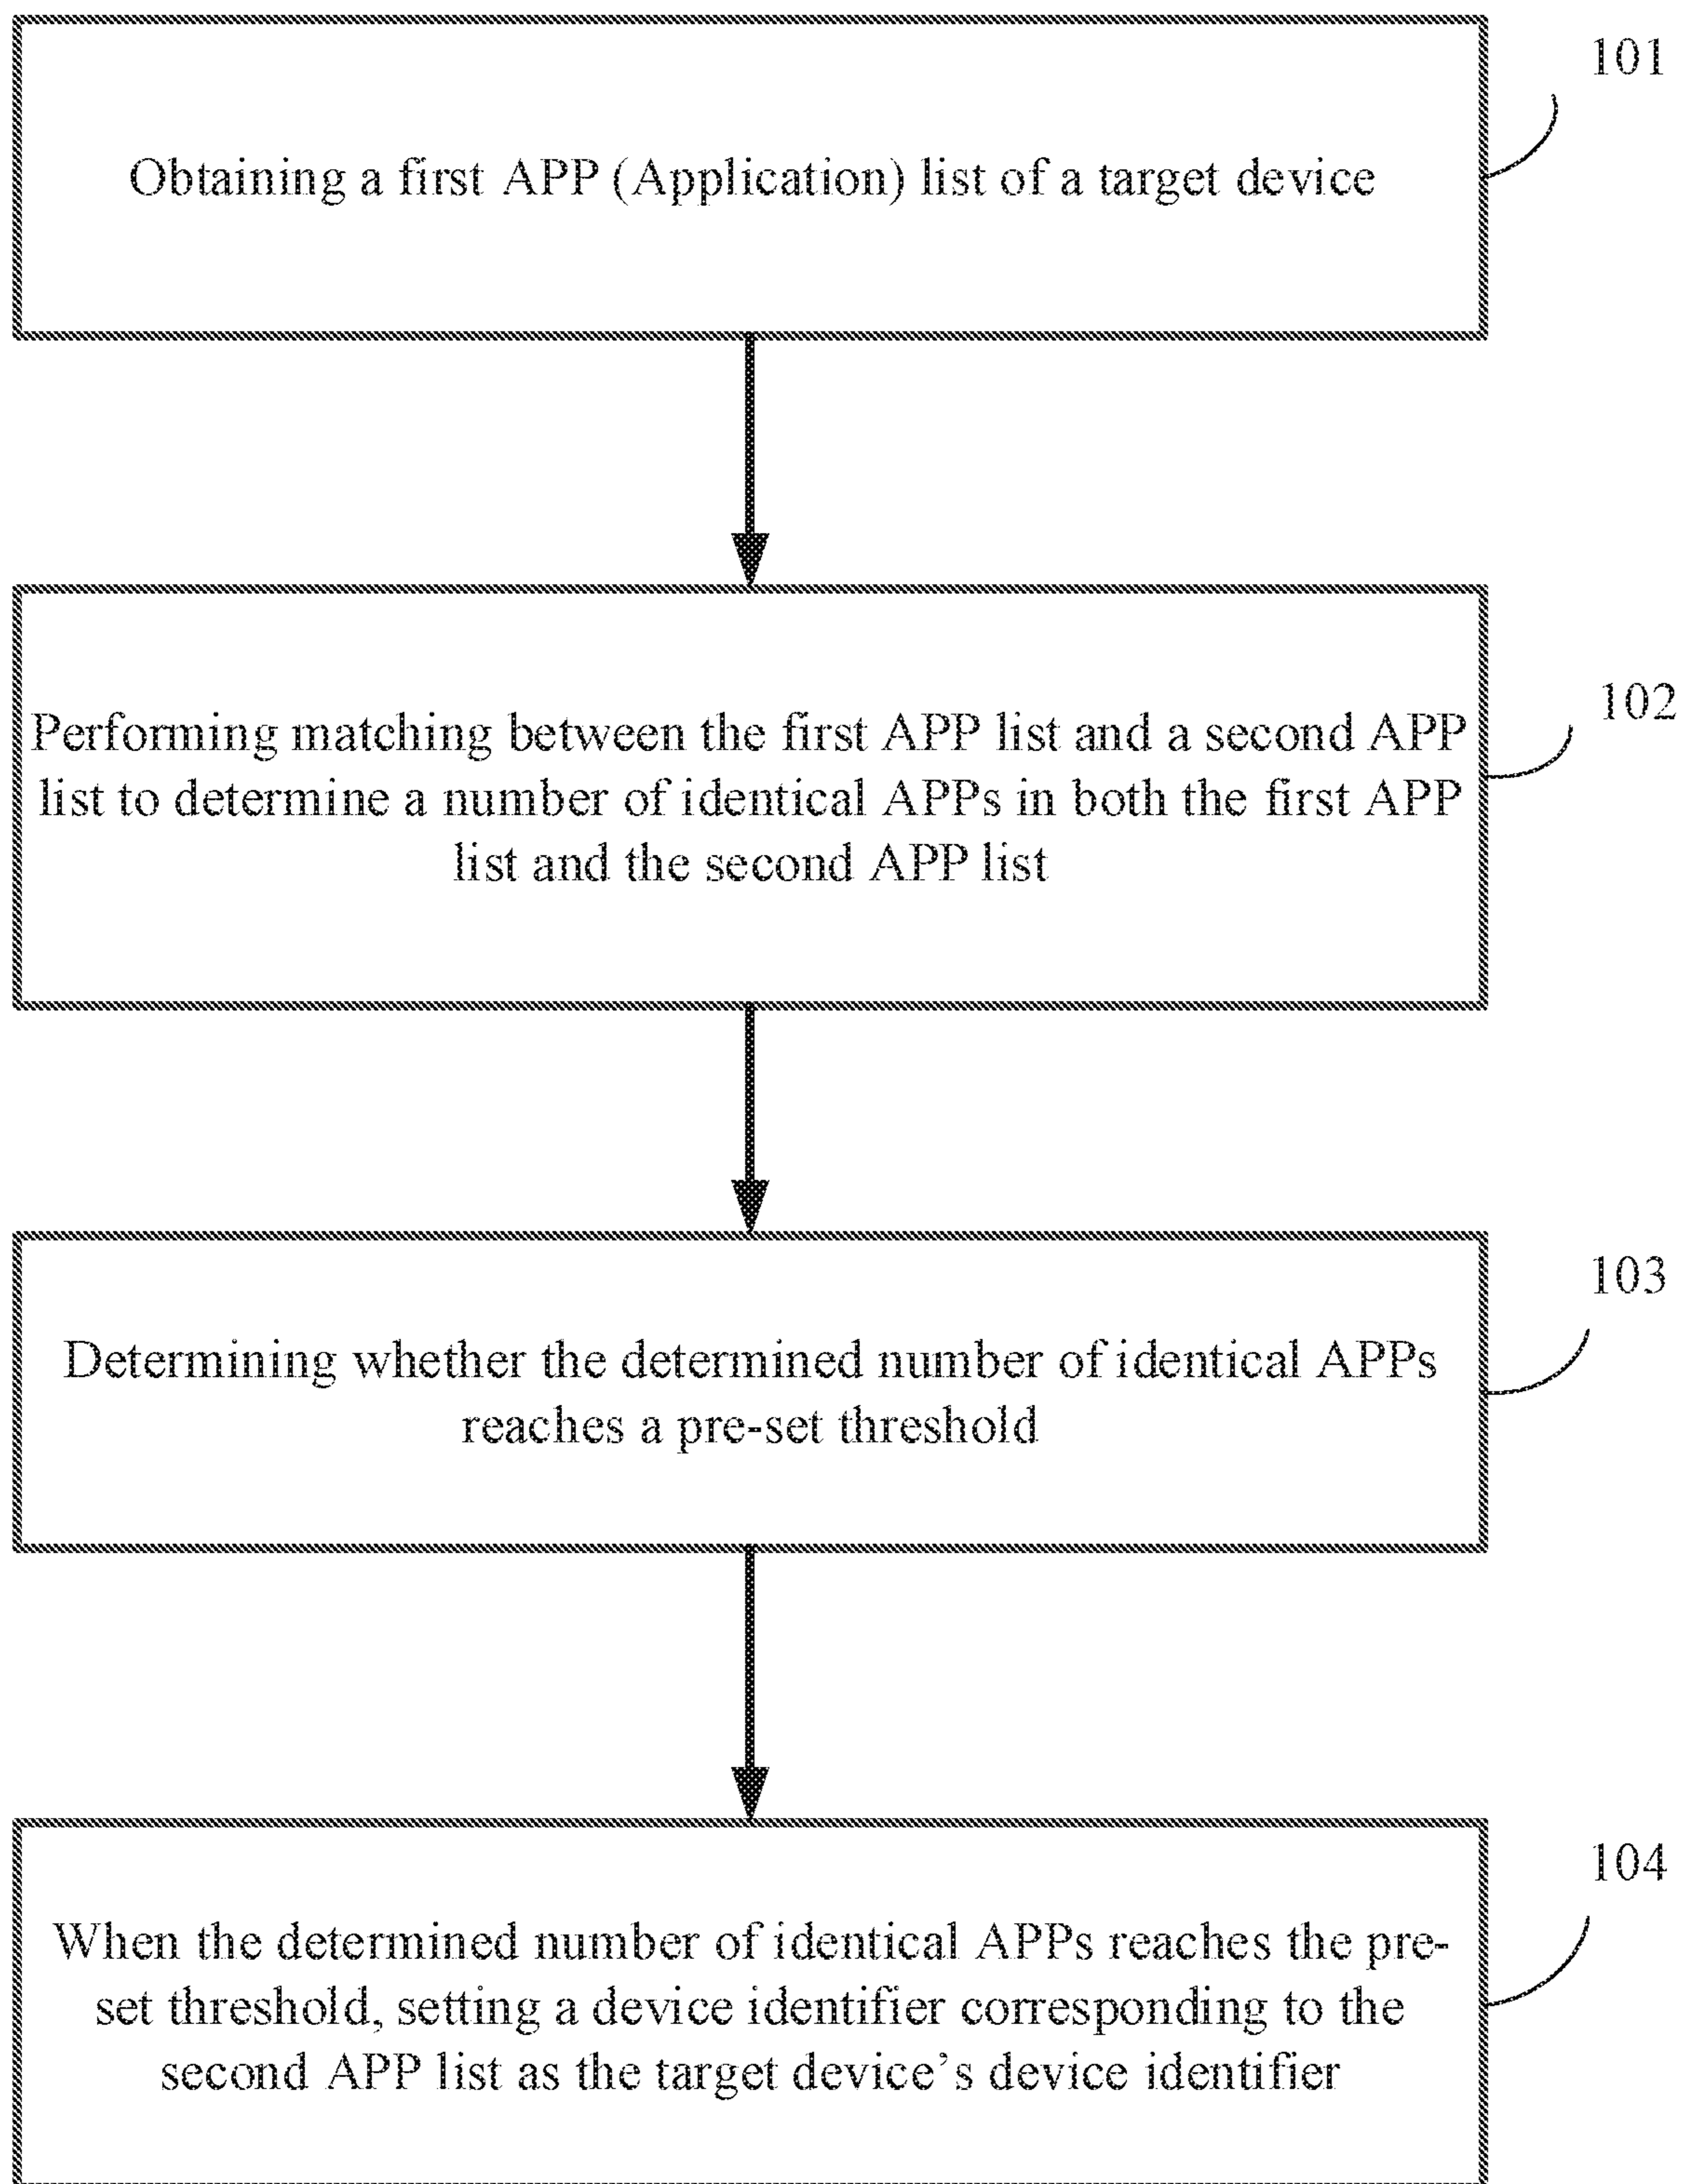 101
Obtaining a first APP (Application) list of a target device
102
Performing matching between the first APP list and a second APP
list to determine a number of identical APPs in both the first APP
list and the second APP list
103
Determining whether the determined number of identical APPs
reaches a pre-set threshold
104
When the determined number of identical APPs reaches the pre-
set threshold, setting a device identifier corresponding to the
second APP list as the target device’s device identifier